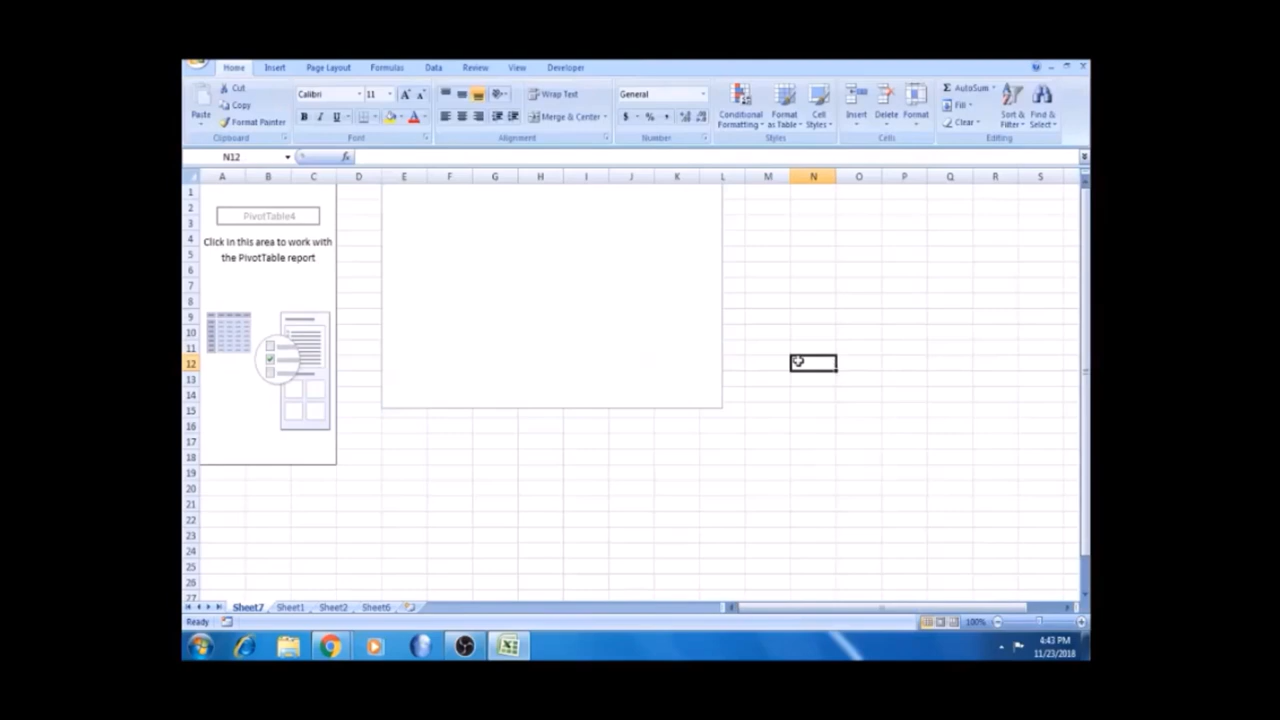 Home Insert Page Layout Formulas Data Review View Developer
Paste
Cut
Copy
Format Painter
Clipboard
Calibri 11 A A
B I U A
Font
Wrap Text
Merge & Center
Alignment
General
$ % ,
Number
Conditional Formatting
Format as Table
Cell Styles
Styles
Insert Delete Format
Cells
Σ AutoSum
Fill
Clear
Sort & Filter
Find & Select
Editing
N12 fx
A B C D E F G H I J K L M N O P Q R S
1
2
3
4
5
6
7
8
9
10
11
12
13
14
15
16
17
18
19
20
21
22
23
24
25
26
27
PivotTable4
Click in this area to work with
the PivotTable report
Sheet7 Sheet1 Sheet2 Sheet6
Ready 100%
4:43 PM
11/23/2018